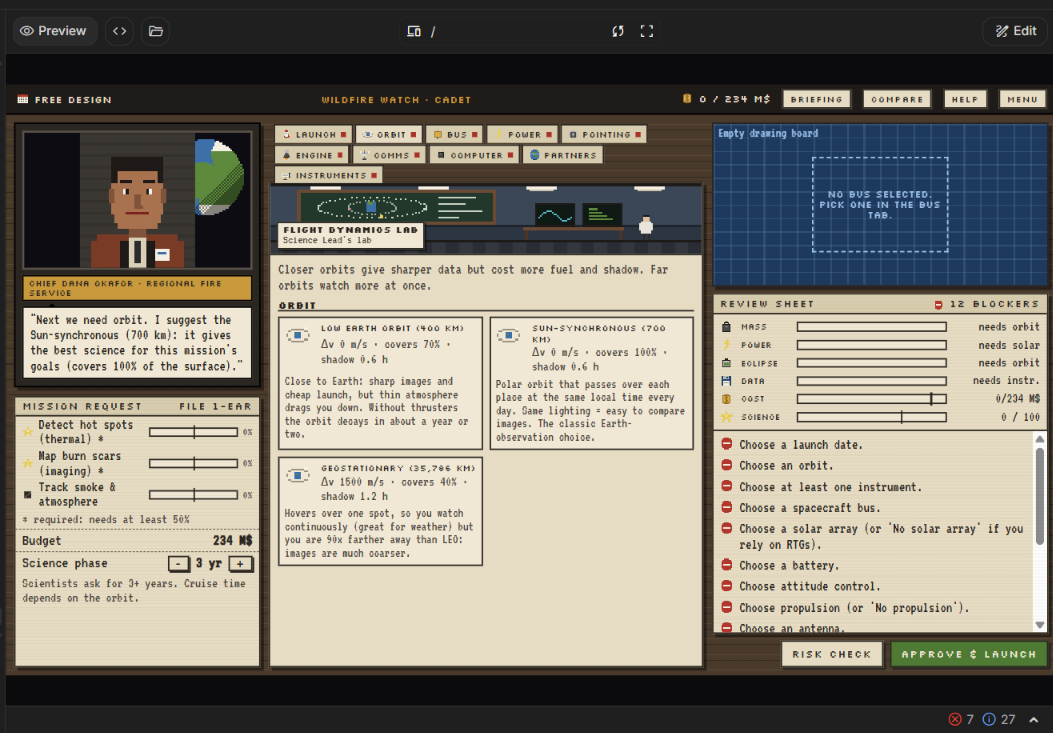 Preview
/
Edit
FREE DESIGN
WILDFIRE WATCH · CADET
0 / 234 M$
BRIEFING
COMPARE
HELP
MENU
LAUNCH
ORBIT
BUS
POWER
POINTING
ENGINE
COMMS
COMPUTER
PARTNERS
INSTRUMENTS
FLIGHT DYNAMICS LAB
Science Lead's lab
CHIEF DANA OKAFOR · REGIONAL FIRE
SERVICE
"Next we need orbit. I suggest the
Sun-synchronous (700 km): it gives
the best science for this mission's
goals (covers 100% of the surface)."
MISSION REQUEST
FILE 1-EAR
Detect hot spots
(thermal) *
0%
Map burn scars
(imaging) *
0%
Track smoke &
atmosphere
0%
* required: needs at least 50%
Budget
234 M$
Science phase
- 3 yr +
Scientists ask for 3+ years. Cruise time
depends on the orbit.
Closer orbits give sharper data but cost more fuel and shadow. Far
orbits watch more at once.
ORBIT
LOW EARTH ORBIT (400 KM)
Δv 0 m/s · covers 70% ·
shadow 0.6 h
Close to Earth: sharp images and
cheap launch, but thin atmosphere
drags you down. Without thrusters
the orbit decays in about a year or
two.
SUN-SYNCHRONOUS (700
KM)
Δv 0 m/s · covers 100% ·
shadow 0.6 h
Polar orbit that passes over each
place at the same local time every
day. Same lighting = easy to compare
images. The classic Earth-
observation choice.
GEOSTATIONARY (35,786 KM)
Δv 1500 m/s · covers 40% ·
shadow 1.2 h
Hovers over one spot, so you watch
continuously (great for weather) but
you are 90x farther away than LEO:
images are much coarser.
Empty drawing board
NO BUS SELECTED.
PICK ONE IN THE BUS
TAB.
REVIEW SHEET
12 BLOCKERS
MASS
needs orbit
POWER
needs solar
ECLIPSE
needs orbit
DATA
needs instr.
COST
0/234 M$
SCIENCE
0 / 100
Choose a launch date.
Choose an orbit.
Choose at least one instrument.
Choose a spacecraft bus.
Choose a solar array (or 'No solar array' if you
rely on RTGs).
Choose a battery.
Choose attitude control.
Choose propulsion (or 'No propulsion').
Choose an antenna.
RISK CHECK
APPROVE & LAUNCH
7
27